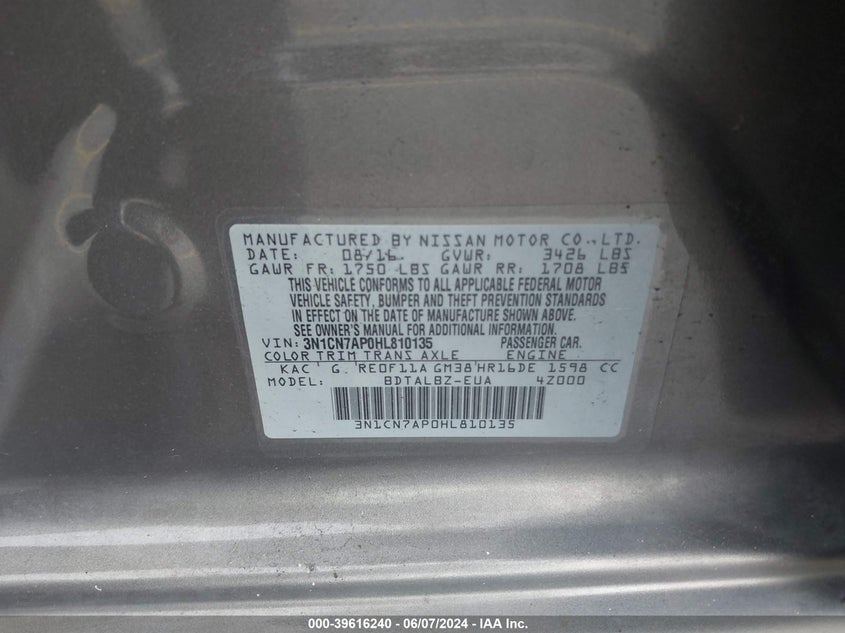 MANUFACTURED BY NISSAN MOTOR CO.,LTD.
DATE: 08/16 GVWR: 3426 LBS
GAWR FR: 1750 LBS GAWR RR: 1708 LBS
THIS VEHICLE CONFORMS TO ALL APPLICABLE FEDERAL MOTOR
VEHICLE SAFETY, BUMPER AND THEFT PREVENTION STANDARDS
IN EFFECT ON THE DATE OF MANUFACTURE SHOWN ABOVE.
SEE OWNER'S MANUAL FOR ADDITIONAL INFORMATION.
VIN: 3N1CN7AP0HL810135 PASSENGER CAR.
COLOR TRIM TRANS AXLE ENGINE
KAC G RE0F11A GM38 HR16DE 1598 CC
MODEL: BDTALBZ-EUA 4Z000
3N1CN7AP0HL810135
000-39616240 - 06/07/2024 - IAA Inc.